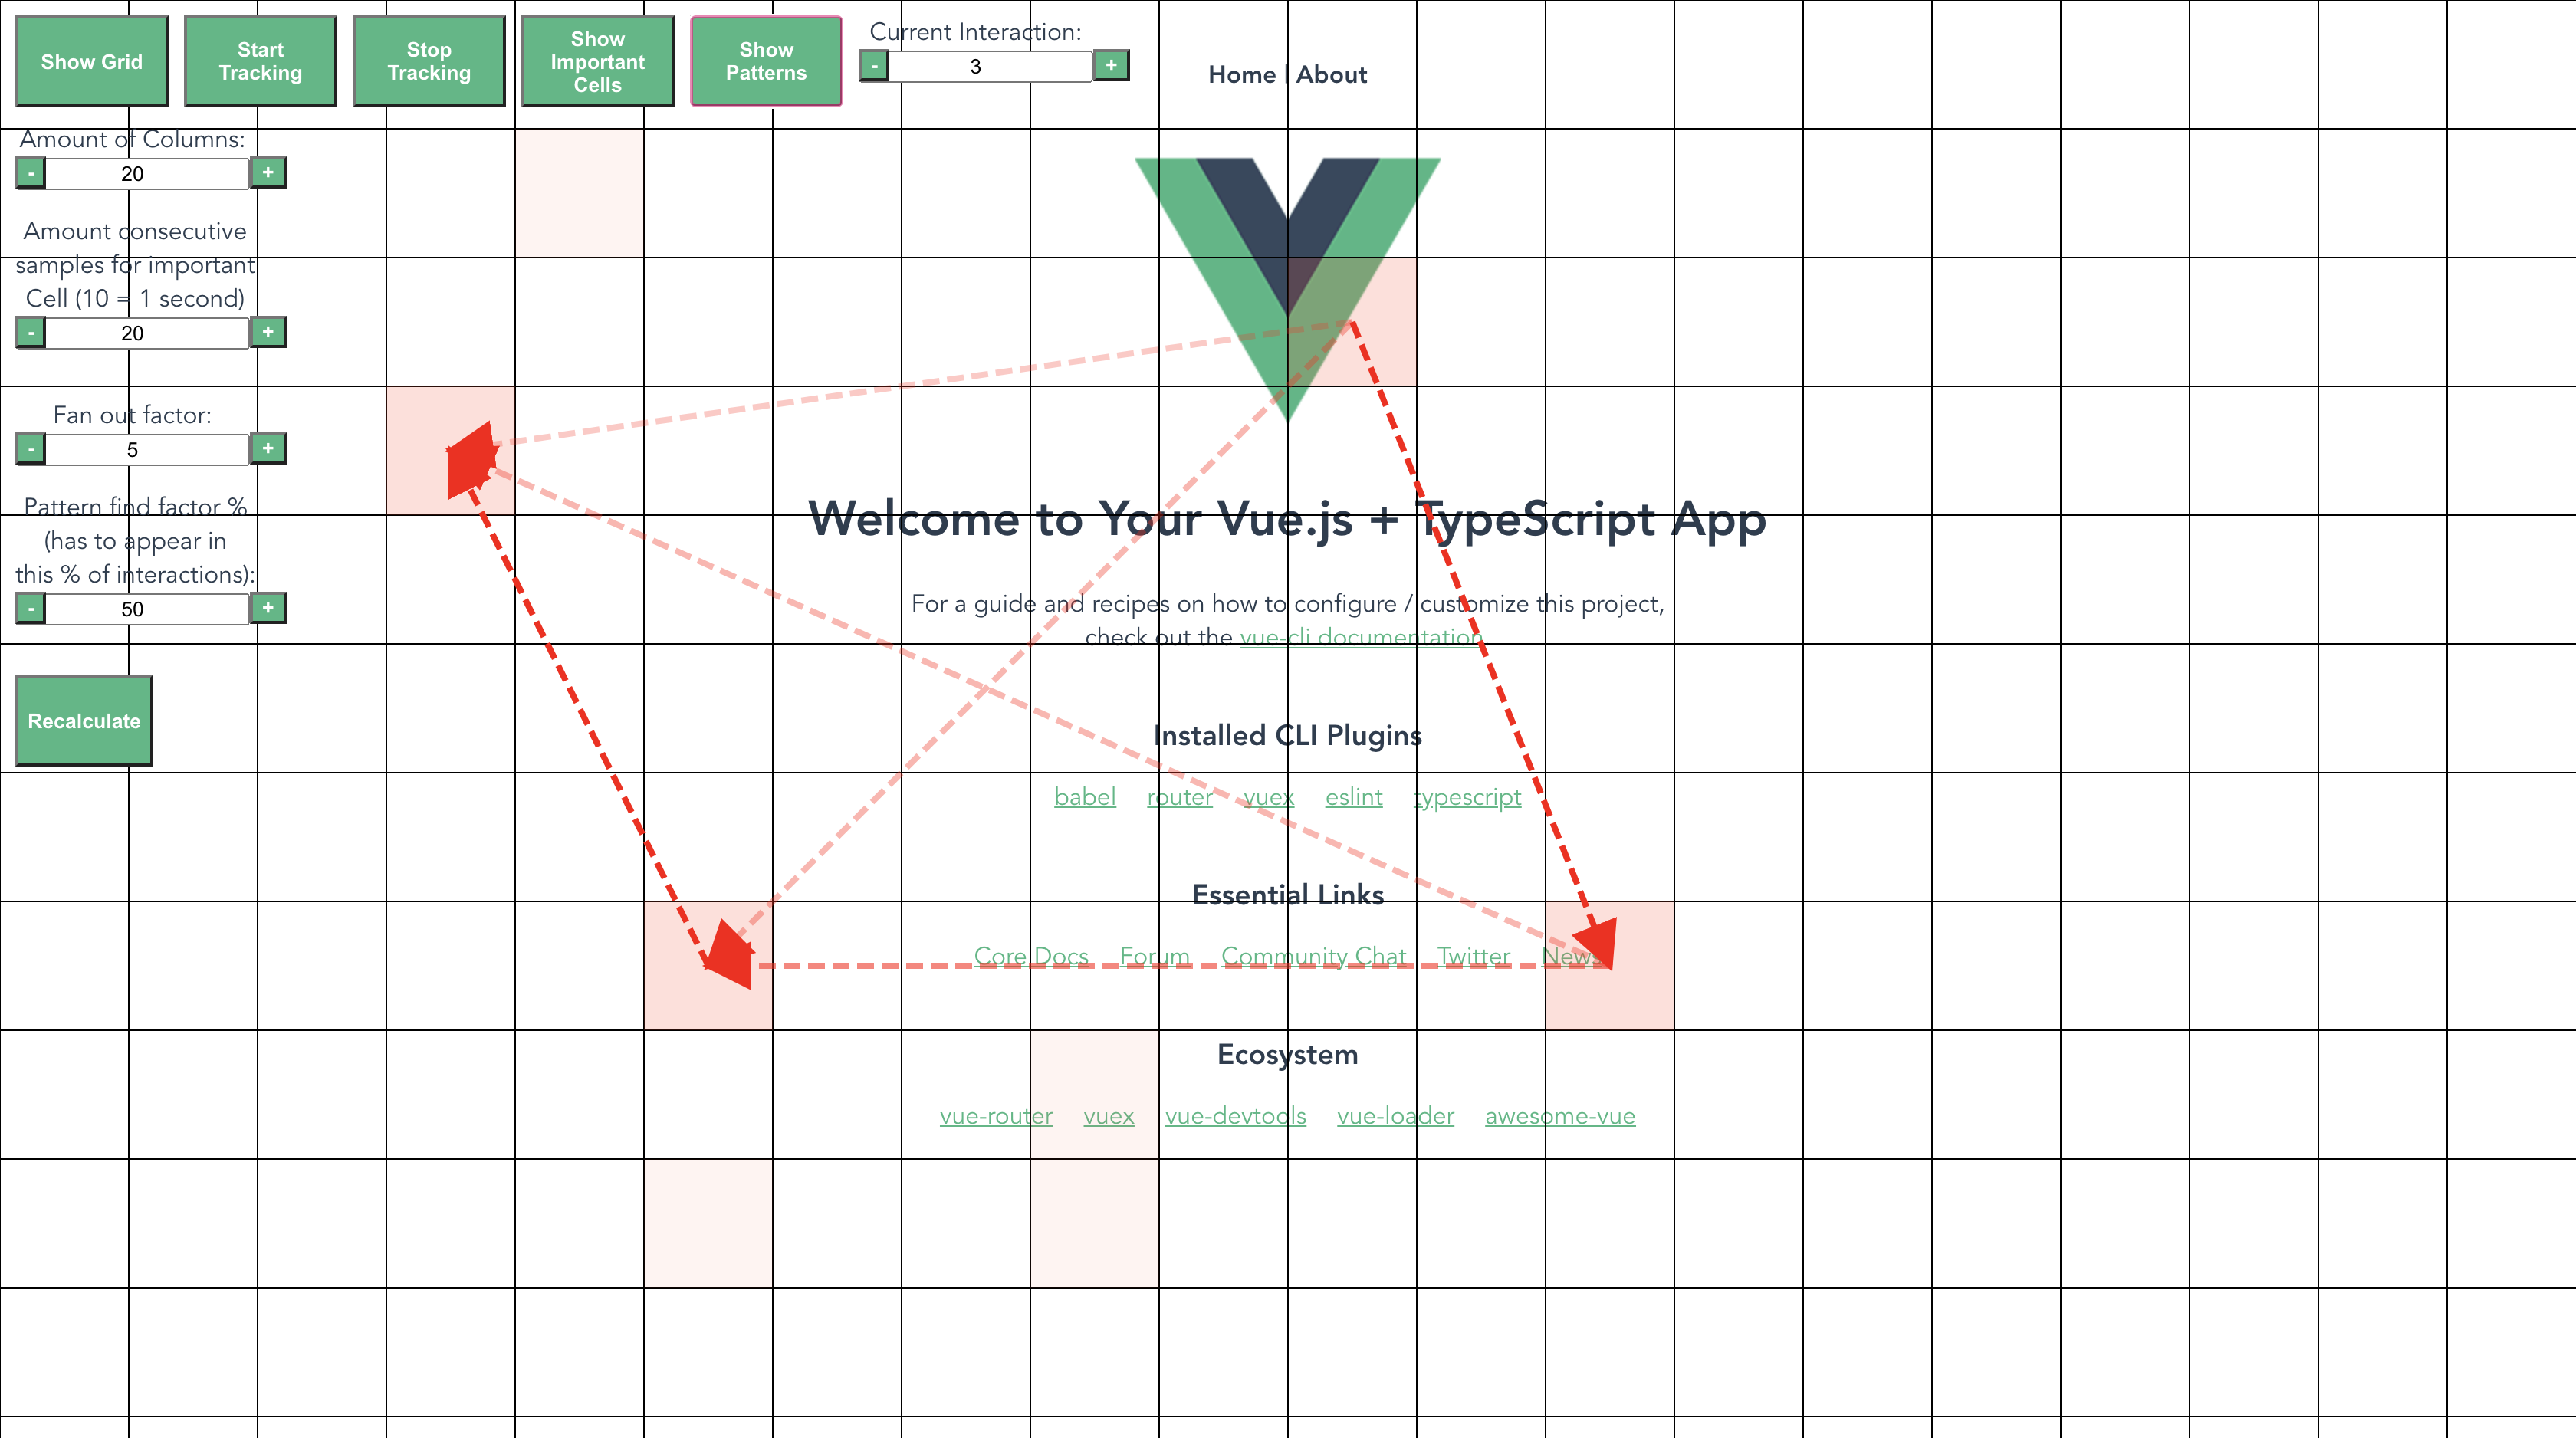 Show Grid
Start
Tracking
Stop
Tracking
Show
Important
Cells
Show
Patterns
Current Interaction:
- 3 +
Home | About
Amount of Columns:
- 20 +
Amount consecutive
samples for important
Cell (10 = 1 second)
- 20 +
Fan out factor:
- 5 +
Pattern find factor %
(has to appear in
this % of interactions):
- 50 +
Recalculate
Welcome to Your Vue.js + TypeScript App
For a guide and recipes on how to configure / customize this project,
check out the vue-cli documentation.
Installed CLI Plugins
babel router vuex eslint typescript
Essential Links
Core Docs Forum Community Chat Twitter News
Ecosystem
vue-router vuex vue-devtools vue-loader awesome-vue